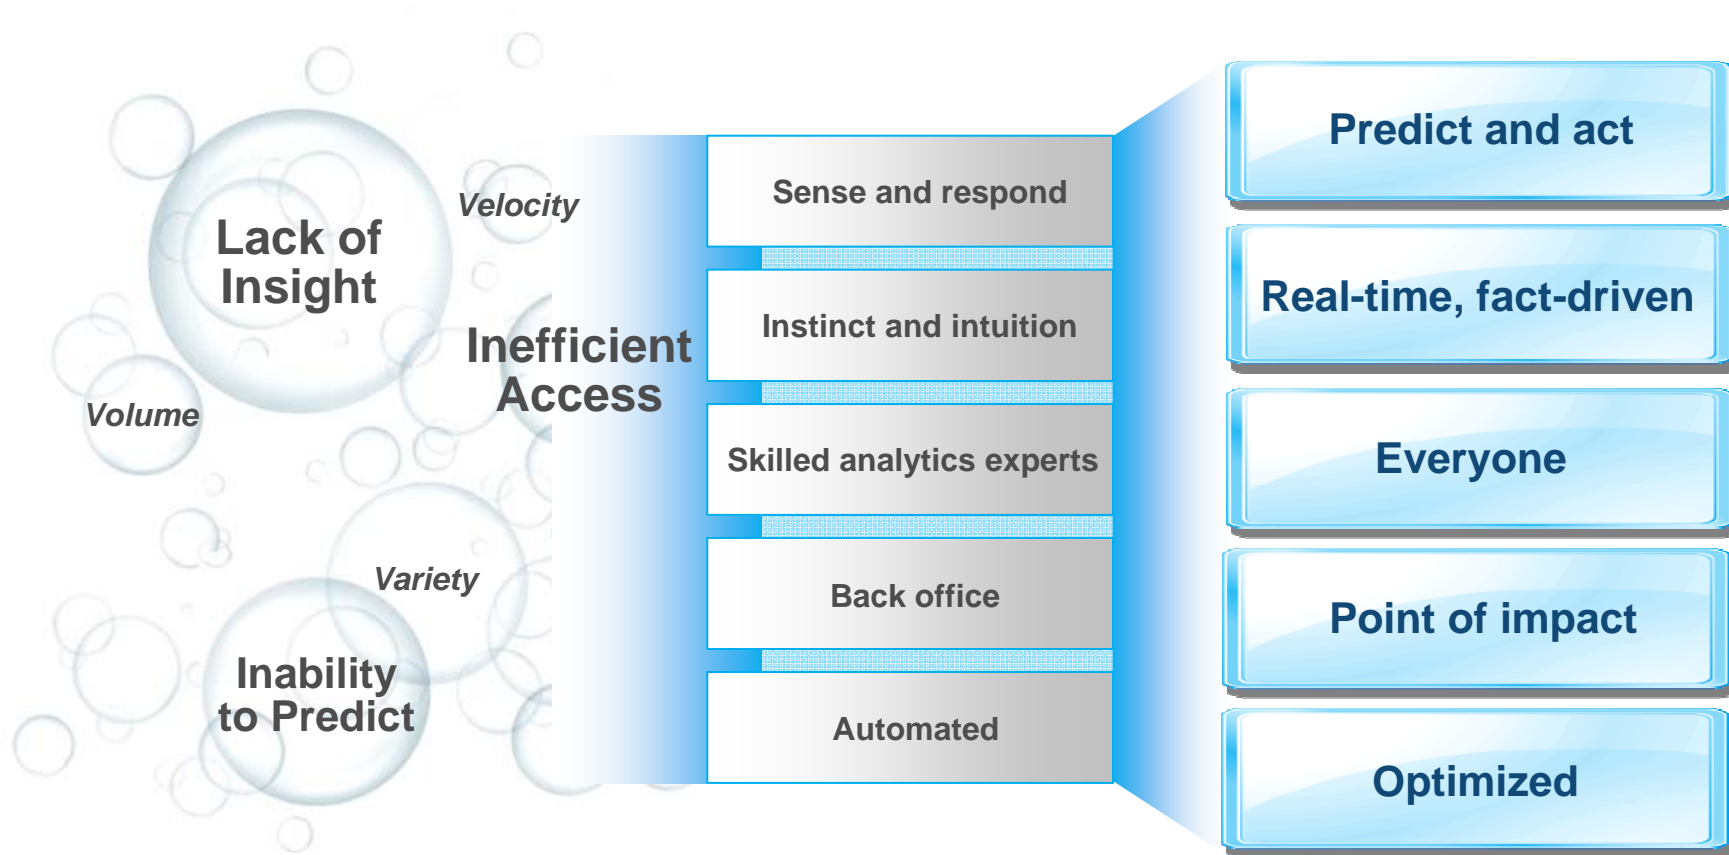 Lack of
Insight
Velocity
Inefficient
Access
Volume
Variety
Inability
to Predict
Sense and respond
Instinct and intuition
Skilled analytics experts
Back office
Automated
Predict and act
Real-time, fact-driven
Everyone
Point of impact
Optimized